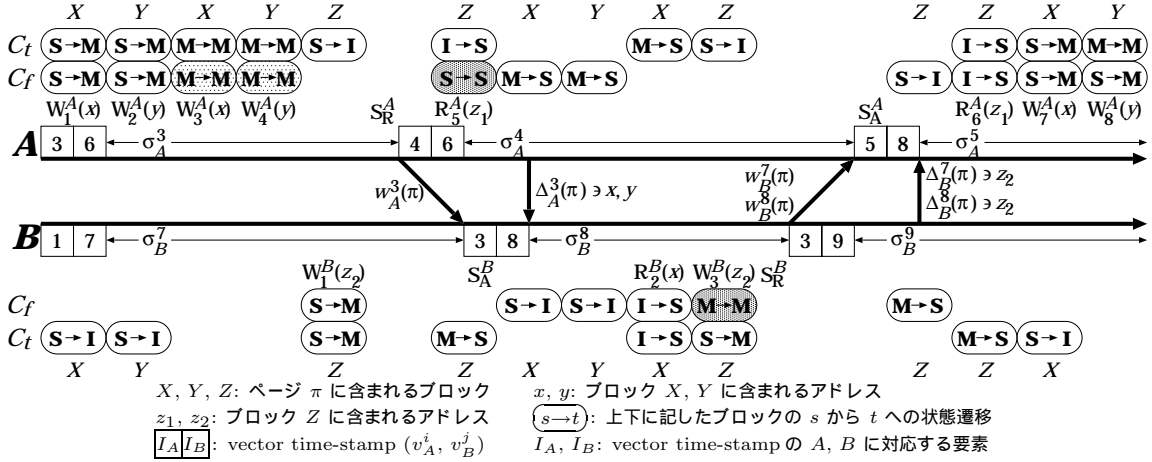 X Y X Y Z Z X Y X Z Z Z X Y
C_t S→M S→M M→M M→M S→I I→S M→S S→I I→S S→M M→M
C_f S→M S→M M→M M→M S→S M→S M→S S→I I→S S→M M→M
W_1^A(x) W_2^A(y) W_3^A(x) W_4^A(y) S_R^A R_5^A(z_1) S_A^A R_6^A(z_1) W_7^A(x) W_8^A(y)
A 3 6 σ_A^3 4 6 σ_A^4 5 8 σ_A^5
w_A^3(π) Δ_A^3(π)∋x, y w_B^7(π) Δ_B^7(π)∋z_2
w_B^8(π) Δ_B^8(π)∋z_2
B 1 7 σ_B^7 3 8 σ_B^8 3 9 σ_B^9
W_1^B(z_2) S_A^B R_2^B(x) W_3^B(z_2) S_R^B
C_f S→M S→I S→I I→S M→M M→S
C_t S→I S→I S→M M→S I→S S→M M→S S→I
X Y Z Z X Y X Z Z Z X
X, Y, Z: ページ π に含まれるブロック x, y: ブロック X, Y に含まれるアドレス
z_1, z_2: ブロック Z に含まれるアドレス s→t: 上下に記したブロックの s から t への状態遷移
I_A I_B: vector time-stamp (v_A^i, v_B^j) I_A, I_B: vector time-stamp の A, B に対応する要素